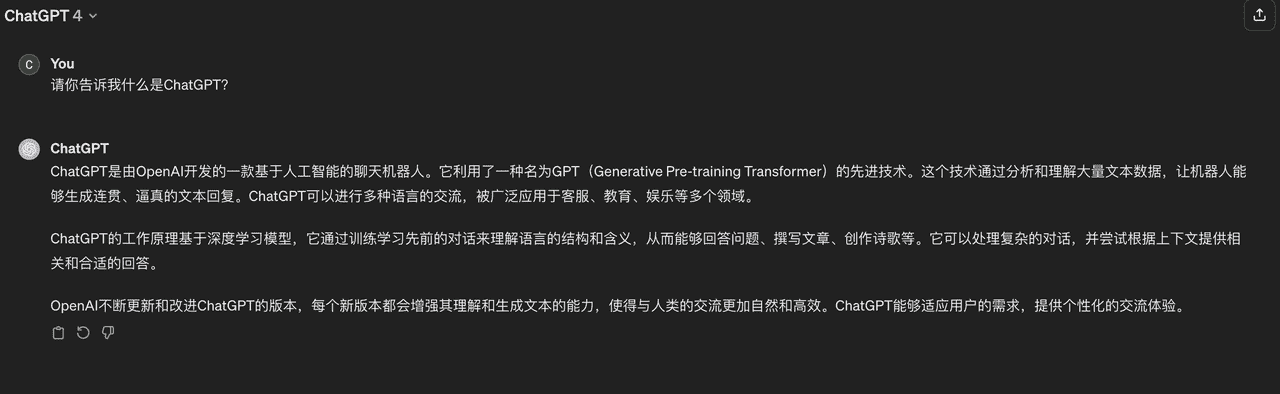 ChatGPT 4
C
You
请你告诉我什么是ChatGPT?
ChatGPT
ChatGPT是由OpenAI开发的一款基于人工智能的聊天机器人。它利用了一种名为GPT（Generative Pre-training Transformer）的先进技术。这个技术通过分析和理解大量文本数据，让机器人能
够生成连贯、逼真的文本回复。ChatGPT可以进行多种语言的交流，被广泛应用于客服、教育、娱乐等多个领域。
ChatGPT的工作原理基于深度学习模型，它通过训练学习先前的对话来理解语言的结构和含义，从而能够回答问题、撰写文章、创作诗歌等。它可以处理复杂的对话，并尝试根据上下文提供相
关和合适的回答。
OpenAI不断更新和改进ChatGPT的版本，每个新版本都会增强其理解和生成文本的能力，使得与人类的交流更加自然和高效。ChatGPT能够适应用户的需求，提供个性化的交流体验。